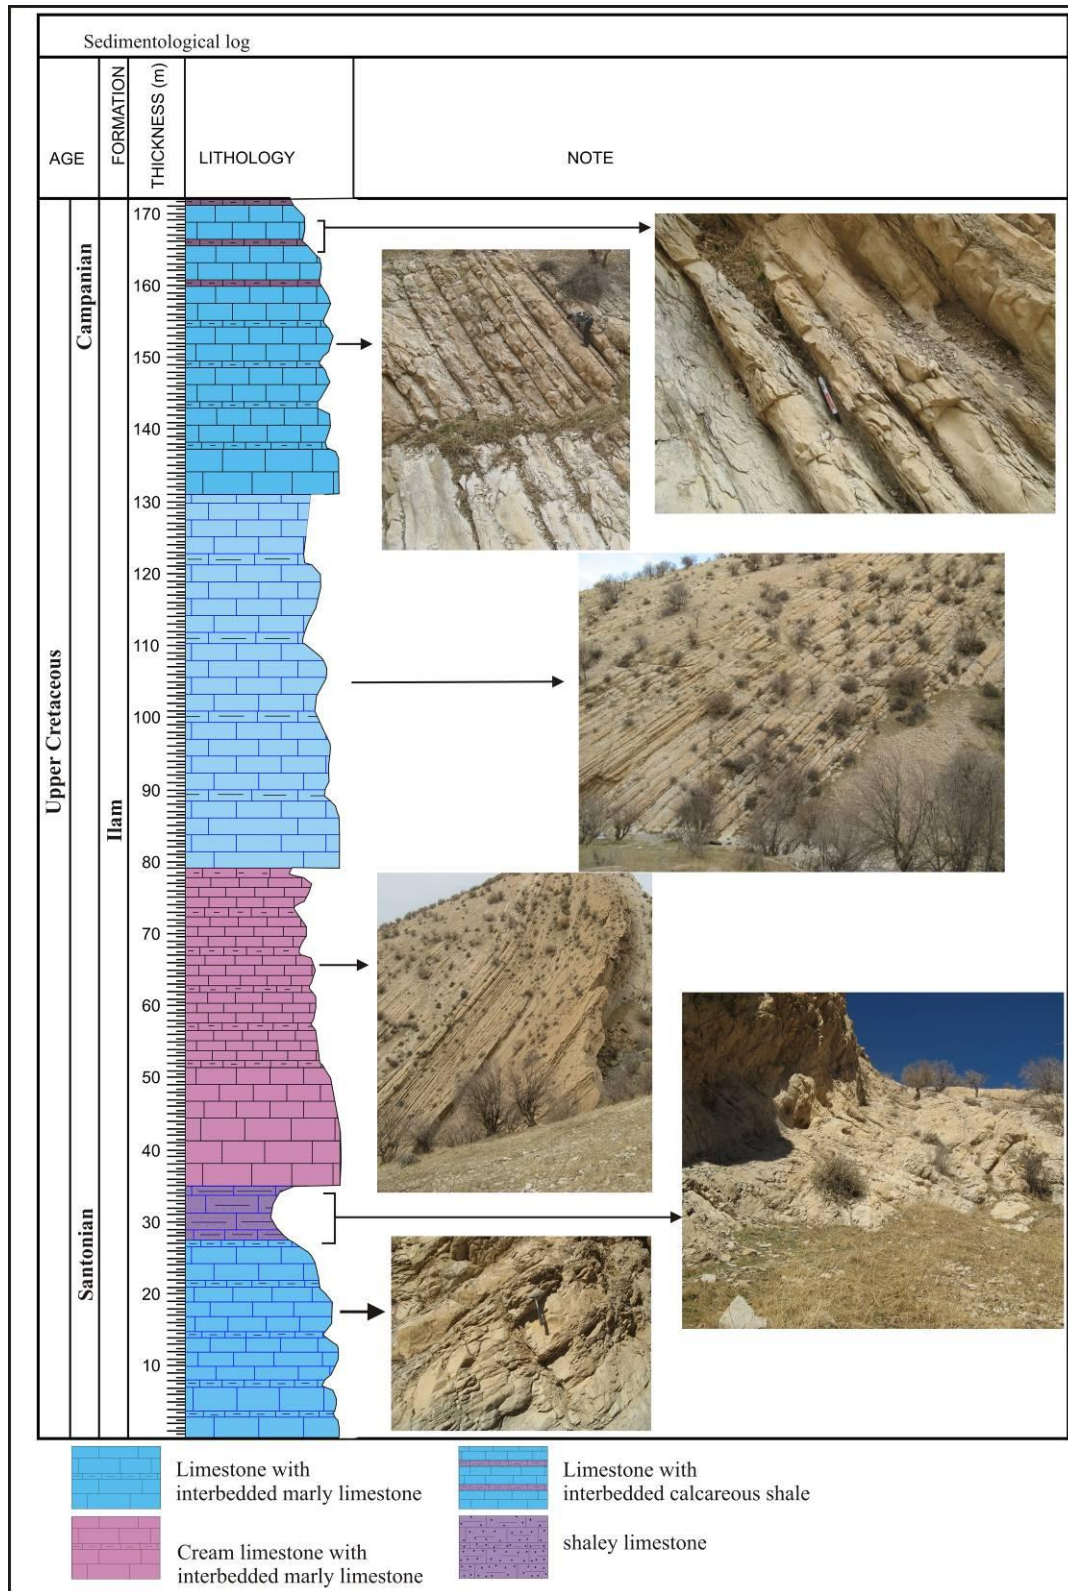 Sedimentological log
AGE
FORMATION
THICKNESS (m)
LITHOLOGY
NOTE
Upper Cretaceous
Campanian
Santonian
Ilam
170
160
150
140
130
120
110
100
90
80
70
60
50
40
30
20
10
Limestone with
interbedded marly limestone
Limestone with
interbedded calcareous shale
Cream limestone with
interbedded marly limestone
shaley limestone